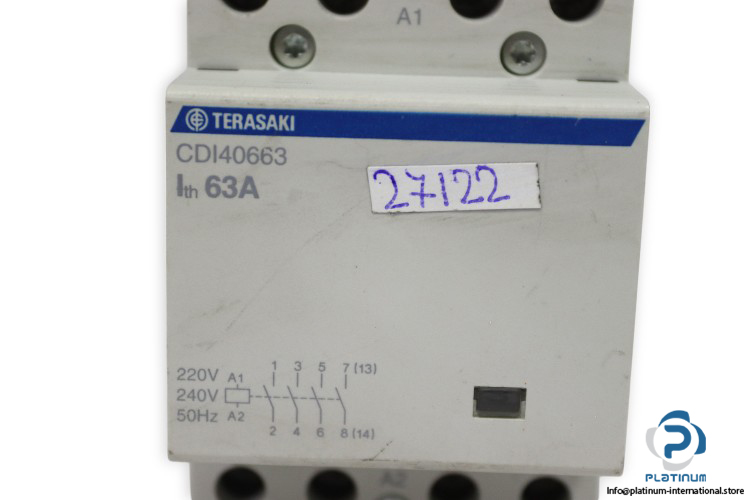 A1
TERASAKI
CDI40663
Ith 63A
27122
220V A1 1 3 5 7 (13)
240V
50Hz A2 2 4 6 8 (14)
A2
PLATINUM
Info@platinum-international.store